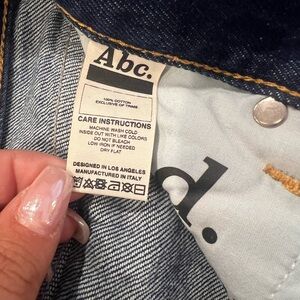 Abc.
100% COTTON
EXCLUSIVE OF TRIMS
CARE INSTRUCTIONS
MACHINE WASH COLD
INSIDE OUT WITH LIKE COLORS
DO NOT BLEACH
LOW IRON IF NEEDED
DRY FLAT
DESIGNED IN LOS ANGELES
MANUFACTURED IN ITALY
d.